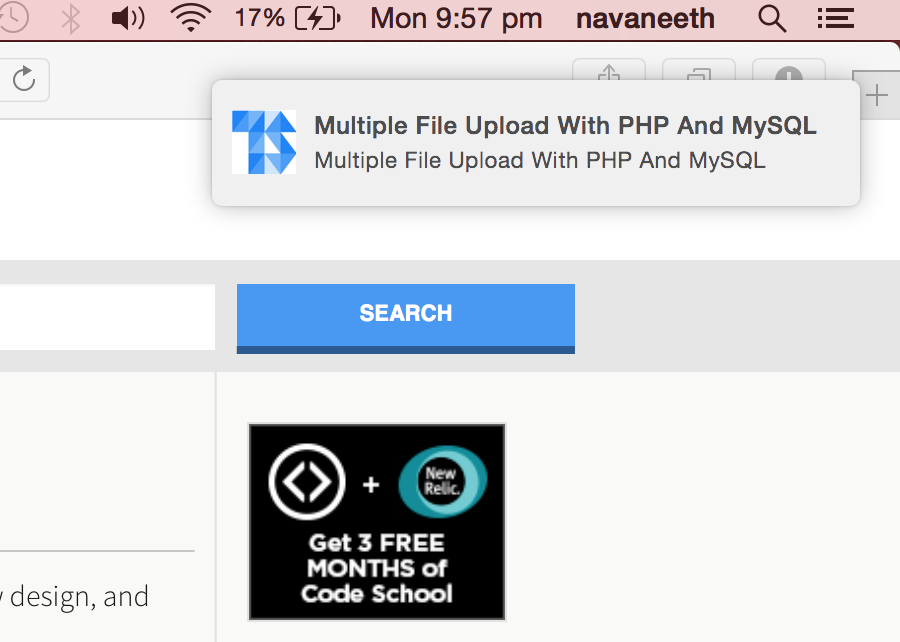 17% Mon 9:57 pm navaneeth
Multiple File Upload With PHP And MySQL
Multiple File Upload With PHP And MySQL
SEARCH
+
New
Relic.
Get 3 FREE
MONTHS of
Code School
design, and